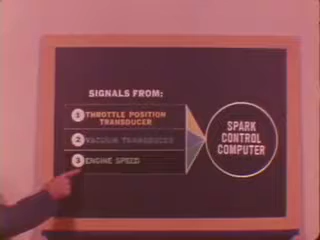 SIGNALS FROM:
1 THROTTLE POSITION
TRANSDUCER
2 VACUUM TRANSDUCER
3 ENGINE SPEED
SPARK
CONTROL
COMPUTER